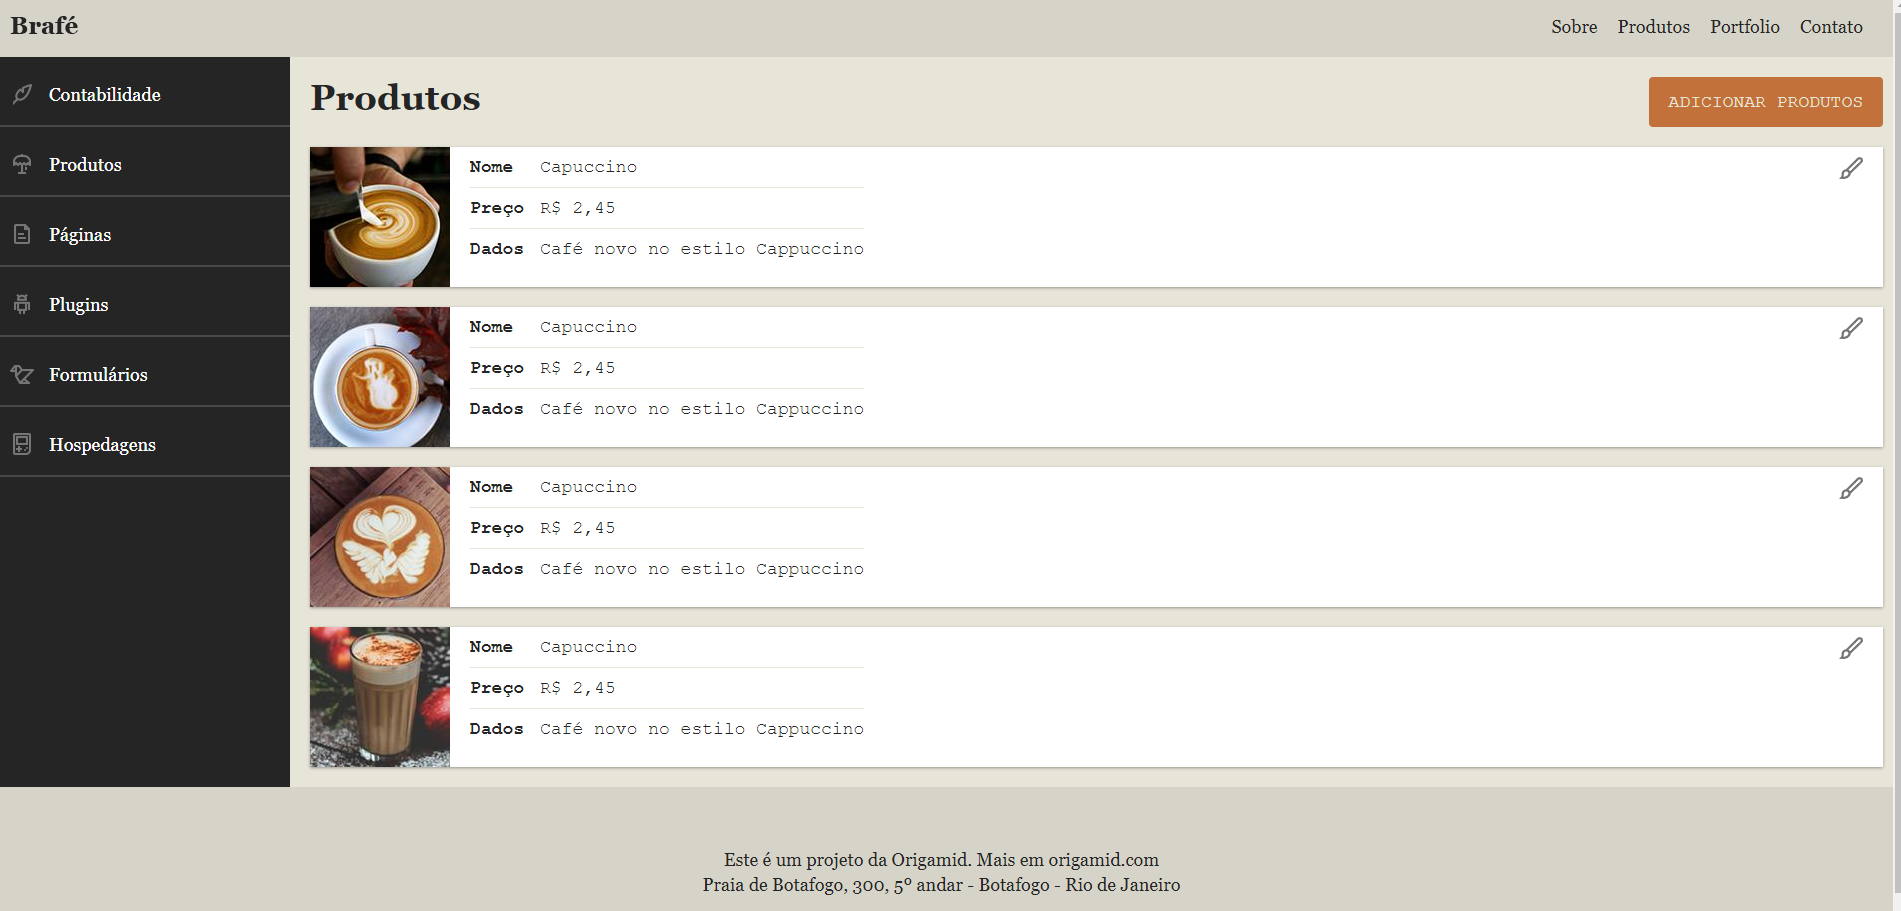 Brafé
Sobre Produtos Portfolio Contato
Contabilidade
Produtos
Páginas
Plugins
Formulários
Hospedagens
Produtos
ADICIONAR PRODUTOS
Nome Capuccino
Preço R$ 2,45
Dados Café novo no estilo Cappuccino
Nome Capuccino
Preço R$ 2,45
Dados Café novo no estilo Cappuccino
Nome Capuccino
Preço R$ 2,45
Dados Café novo no estilo Cappuccino
Nome Capuccino
Preço R$ 2,45
Dados Café novo no estilo Cappuccino
Este é um projeto da Origamid. Mais em origamid.com
Praia de Botafogo, 300, 5º andar - Botafogo - Rio de Janeiro